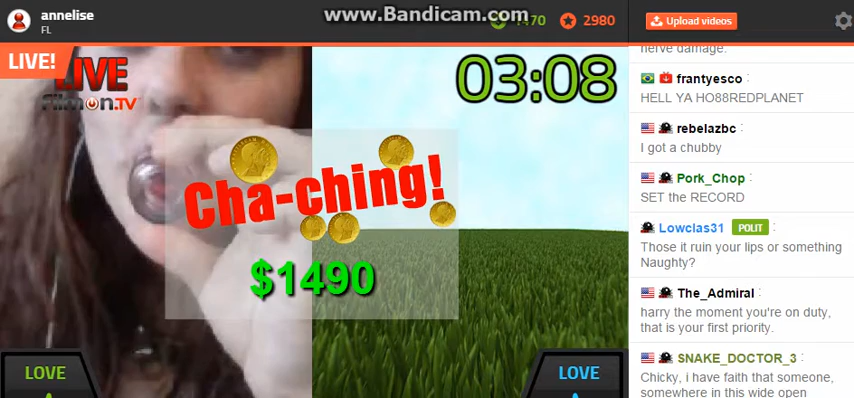 www.Bandicam.com
annelise
FL
1470
2980
Upload videos
LIVE!
LIVE
FilmOn.TV
03:08
Cha-ching!
$1490
LOVE
LOVE
nerve damage.
frantyesco :
HELL YA HO88REDPLANET
rebelazbc :
I got a chubby
Pork_Chop :
SET the RECORD
Lowclas31 POLIT :
Those it ruin your lips or something
Naughty?
The_Admiral :
harry the moment you're on duty,
that is your first priority.
SNAKE_DOCTOR_3 :
Chicky, i have faith that someone,
somewhere in this wide open